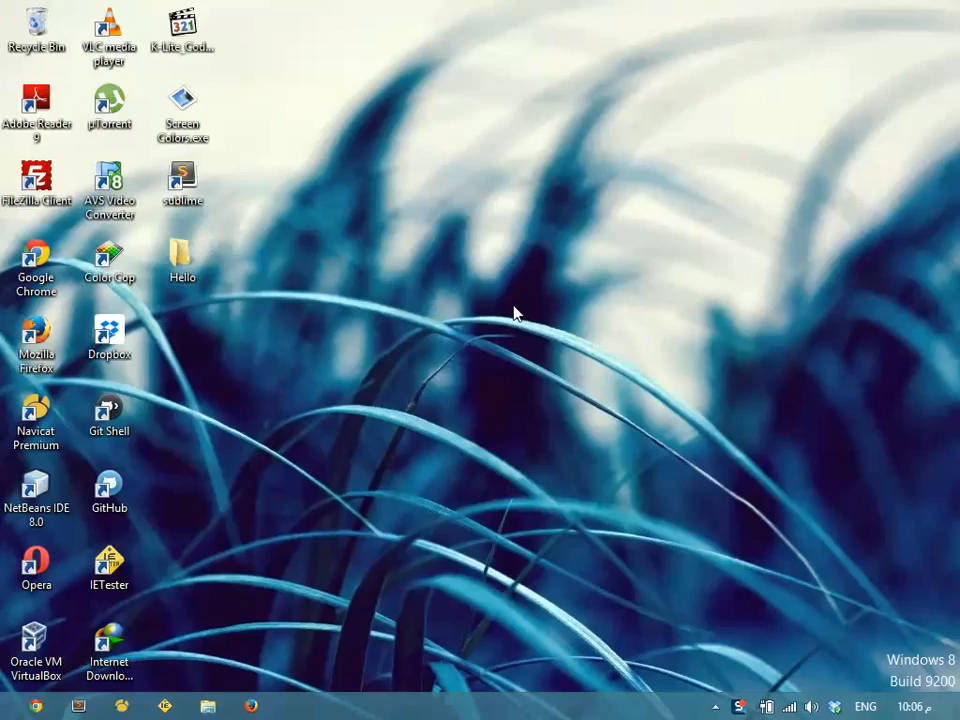 Recycle Bin
VLC media
player
K-Lite_Cod...
Adobe Reader
9
µTorrent
Screen
Colors.exe
FileZilla Client
AVS Video
Converter
sublime
Google
Chrome
Color Cop
Hello
Mozilla
Firefox
Dropbox
Navicat
Premium
Git Shell
NetBeans IDE
8.0
GitHub
Opera
IETester
Oracle VM
VirtualBox
Internet
Downlo...
Windows 8
Build 9200
ENG
10:06 م